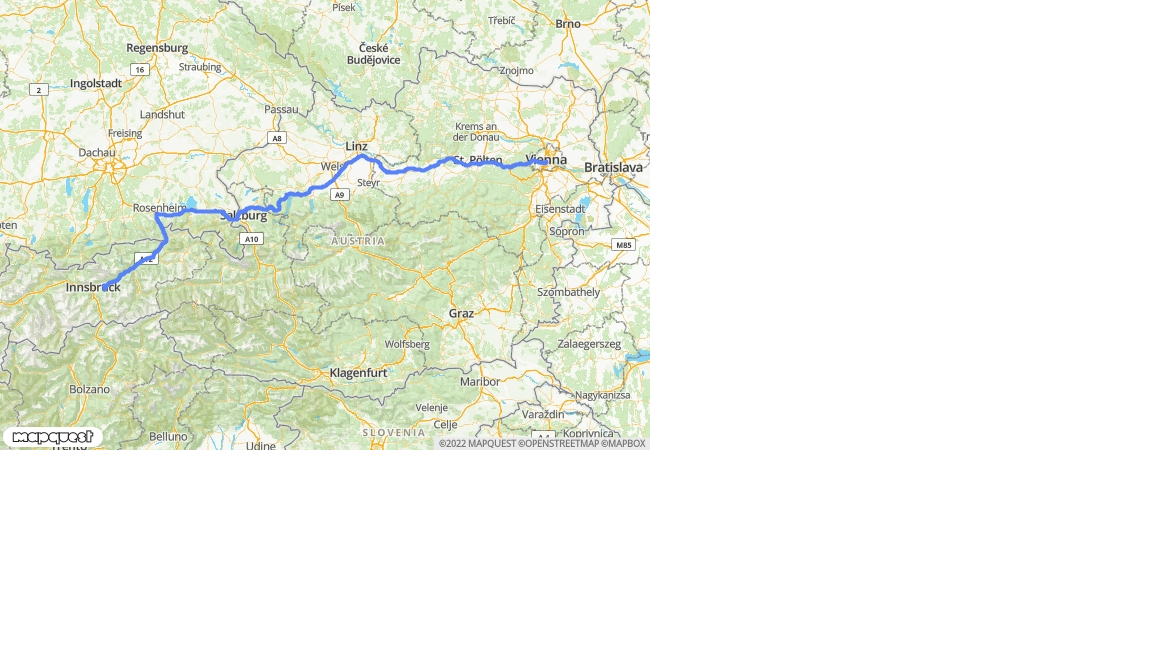 Písek
Třebíč
Brno
Regensburg
České
Budějovice
16
Straubing
Znojmo
Ingolstadt
2
Landshut
Passau
Krems an
der Donau
Freising
A8
Linz
Dachau
St. Pölten
Vienna
Wels
Bratislava
Steyr
A9
Rosenheim
Salzburg
Eisenstadt
Sopron
A10
AUSTRIA
M85
Innsbruck
Szombathely
Graz
Wolfsberg
Zalaegerszeg
Klagenfurt
Maribor
Bolzano
Nagykanizsa
Velenje
Varaždin
Celje
Belluno
SLOVENIA
Koprivnica
mapquest
Udine
©2022 MAPQUEST ©OPENSTREETMAP ©MAPBOX